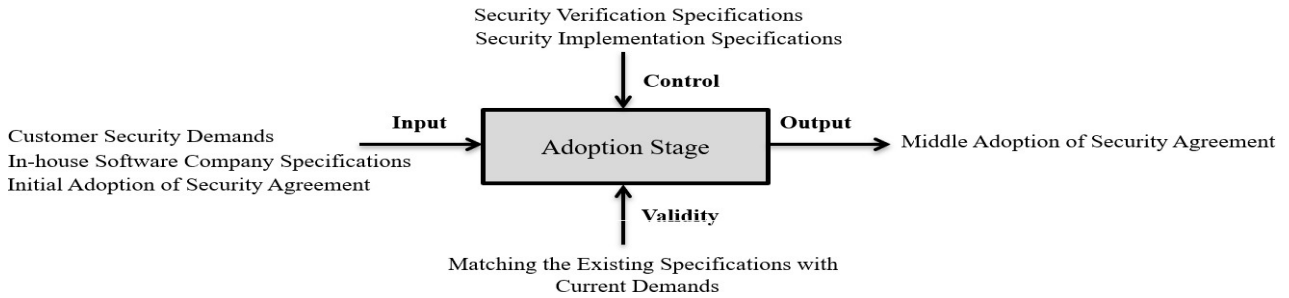 Security Verification Specifications
Security Implementation Specifications
Control
Input
Output
Customer Security Demands
In-house Software Company Specifications
Initial Adoption of Security Agreement
Adoption Stage
Middle Adoption of Security Agreement
Validity
Matching the Existing Specifications with
Current Demands